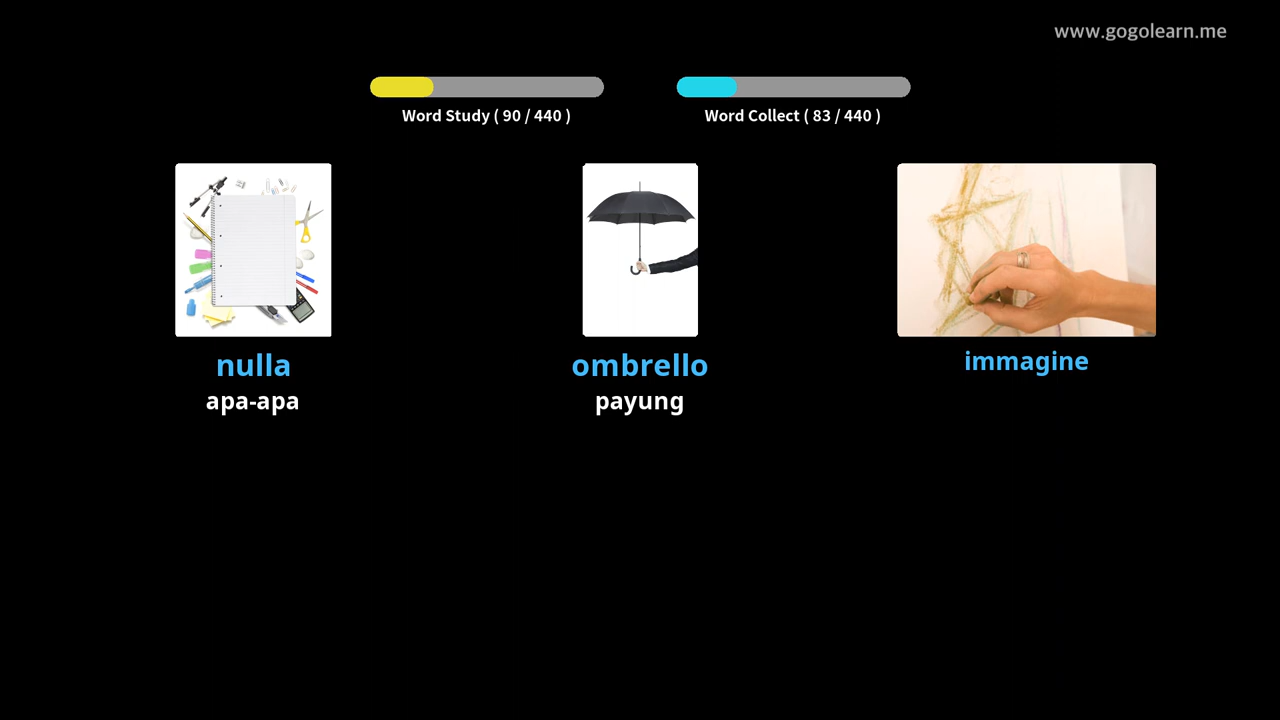 www.gogolearn.me
Word Study ( 90 / 440 )
Word Collect ( 83 / 440 )
nulla
apa-apa
ombrello
payung
immagine